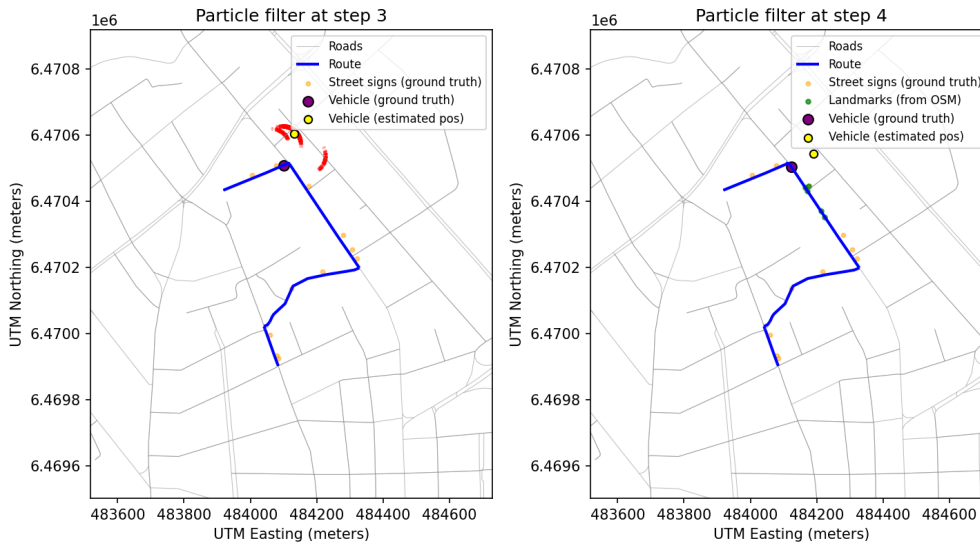 Particle filter at step 3
1e6
Roads
Route
Street signs (ground truth)
Vehicle (ground truth)
Vehicle (estimated pos)
UTM Northing (meters)
6.4708
6.4706
6.4704
6.4702
6.4700
6.4698
6.4696
483600 483800 484000 484200 484400 484600
UTM Easting (meters)
Particle filter at step 4
1e6
Roads
Route
Street signs (ground truth)
Landmarks (from OSM)
Vehicle (ground truth)
Vehicle (estimated pos)
UTM Northing (meters)
6.4708
6.4706
6.4704
6.4702
6.4700
6.4698
6.4696
483600 483800 484000 484200 484400 484600
UTM Easting (meters)